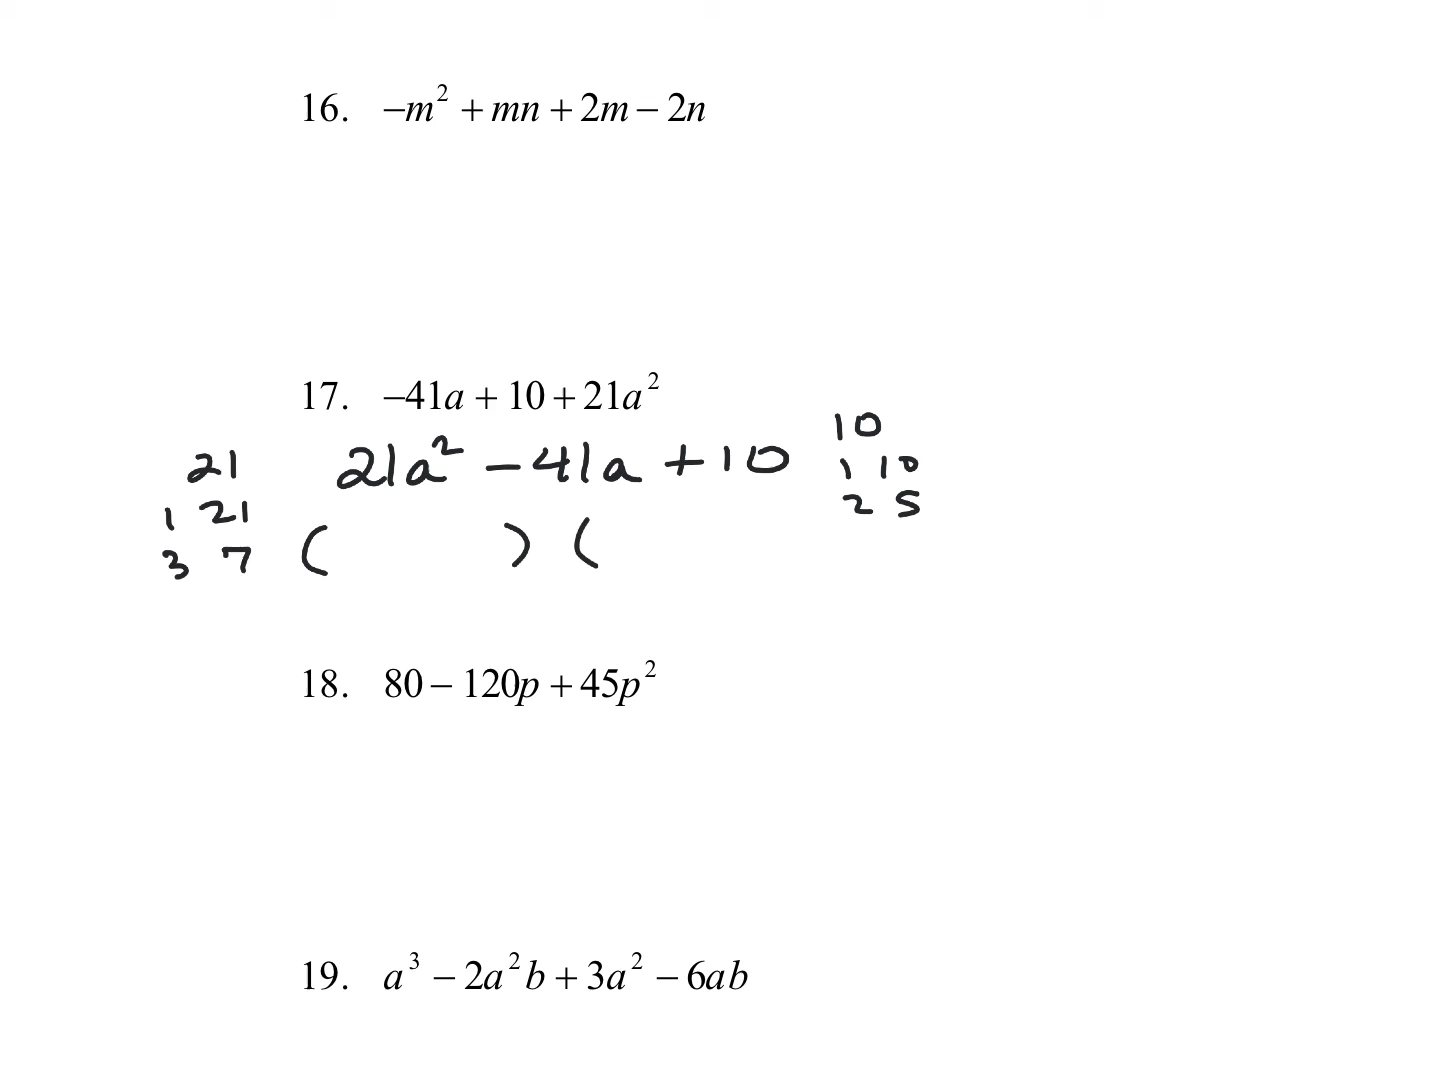 16. −m² + mn + 2m − 2n
17. −41a + 10 + 21a²
10
21 21a² − 41a + 10 1 10
1 21 2 5
3 7 ( ) (
18. 80 − 120p + 45p²
19. a³ − 2a²b + 3a² − 6ab